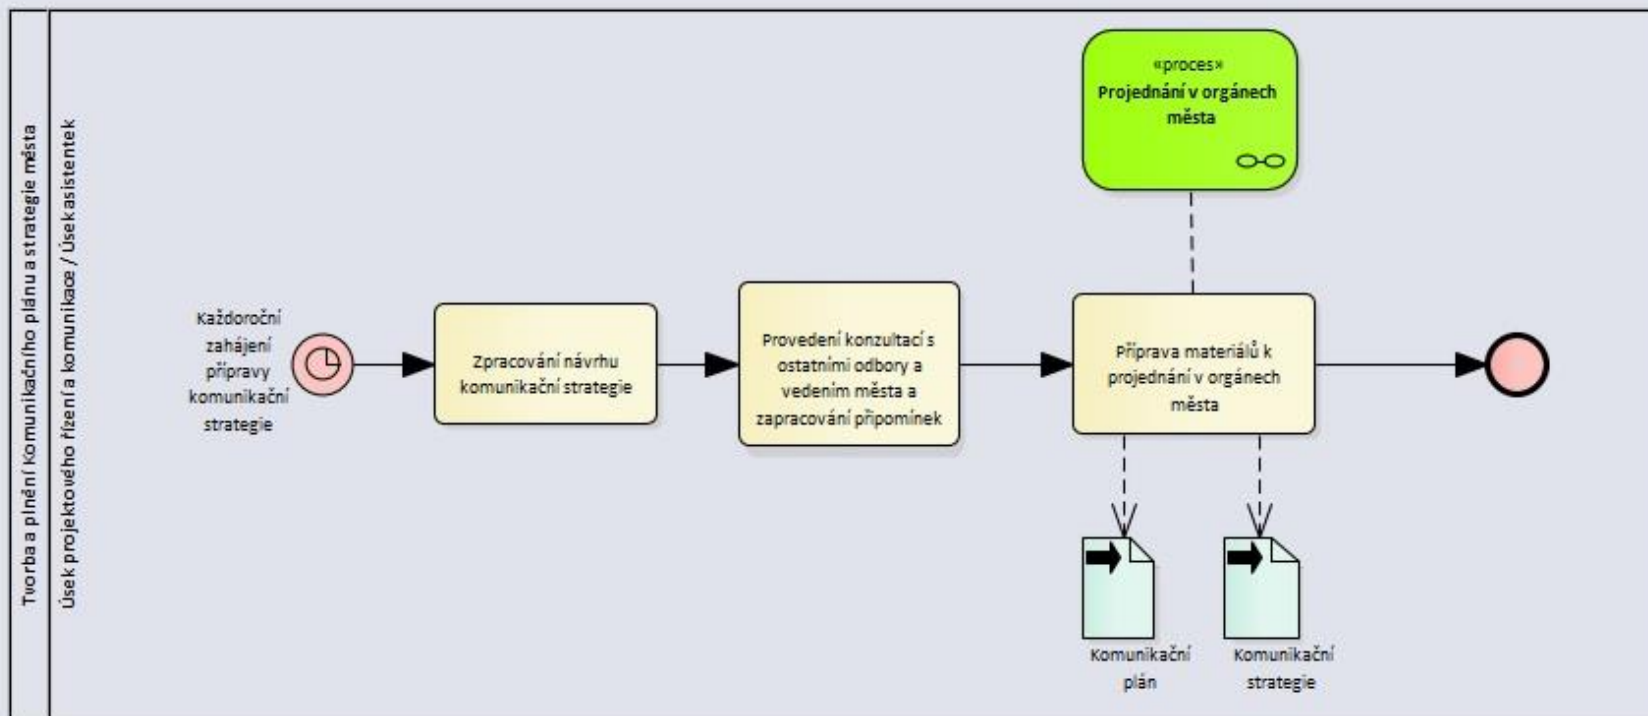 Tvorba a plnění Komunikačního plánu a strategie města
Úsek projektového řízení a komunikace / Úsek asistentek
«proces»
Projednání v orgánech
města
Každoroční
zahájení
přípravy
komunikační
strategie
Zpracování návrhu
komunikační strategie
Provedení konzultací s
ostatními odbory a
vedením města a
zapracování připomínek
Příprava materiálů k
projednání v orgánech
města
Komunikační
plán
Komunikační
strategie